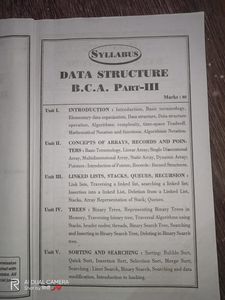 SYLLABUS
DATA STRUCTURE
B.C.A. PART-III
Marks : 80
Unit I. INTRODUCTION : Introduction, Basic terminology,
Elementary data organization, Data structure, Data structure
operation, Algorithms: complexity, time-space Tradeoff.
Mathematical Notation and functions, Algorithmic Notation.
Unit II. CONCEPTS OF ARRAYS, RECORDS AND POIN-
TERS : Basic Terminology, Linear Array, Single Dimensional
Array, Multidimensional Array, Static Array, Dynamic Array;
Pointers : Introduction of Pointer, Records : Record Structures.
Unit III. LINKED LISTS, STACKS, QUEUES, RECURSION :
Link lists, Traversing a linked list, searching a linked list;
Insertion into a linked list, Deletion from a Linked List,
Stacks, Array Representation of Stack, Queues.
Unit IV. TREES : Binary Trees, Representing Binary Trees in
Memory, Traversing binary tree, Traversal Algorithms using
Stacks, header nodes; threads, Binary Search Tree, Searching
and Inserting in Binary Search Tree, Deleting in Binary Search
tree.
Unit V. SORTING AND SEARCHING : Sorting: Bubble Sort,
Quick Sort, Insertion Sort, Selection Sort, Merge Sort,
Searching : Liner Search, Binary Search, Searching and data
modification, Introduction to hashing.
AI QUAD CAMERA
Shot by